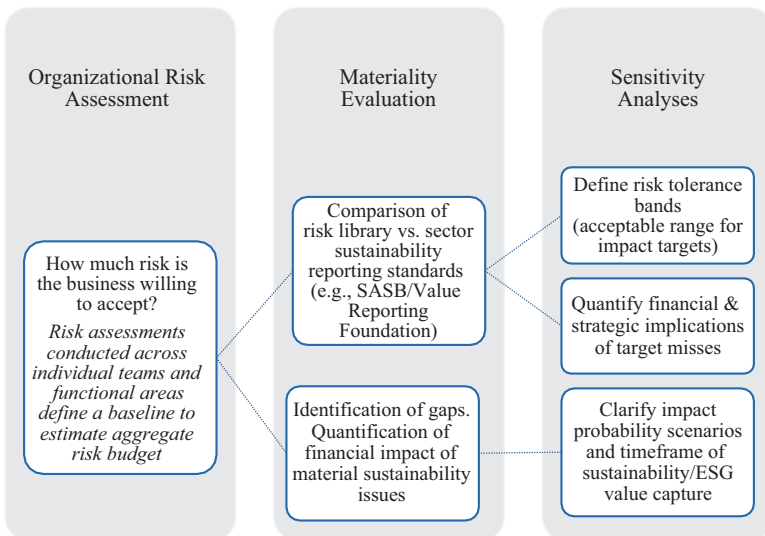 Organizational Risk
Assessment
How much risk is
the business willing
to accept?
Risk assessments
conducted across
individual teams and
functional areas
define a baseline to
estimate aggregate
risk budget
Materiality
Evaluation
Comparison of
risk library vs. sector
sustainability
reporting standards
(e.g., SASB/Value
Reporting
Foundation)
Identification of gaps.
Quantification of
financial impact of
material sustainability
issues
Sensitivity
Analyses
Define risk tolerance
bands
(acceptable range for
impact targets)
Quantify financial &
strategic implications
of target misses
Clarify impact
probability scenarios
and timeframe of
sustainability/ESG
value capture